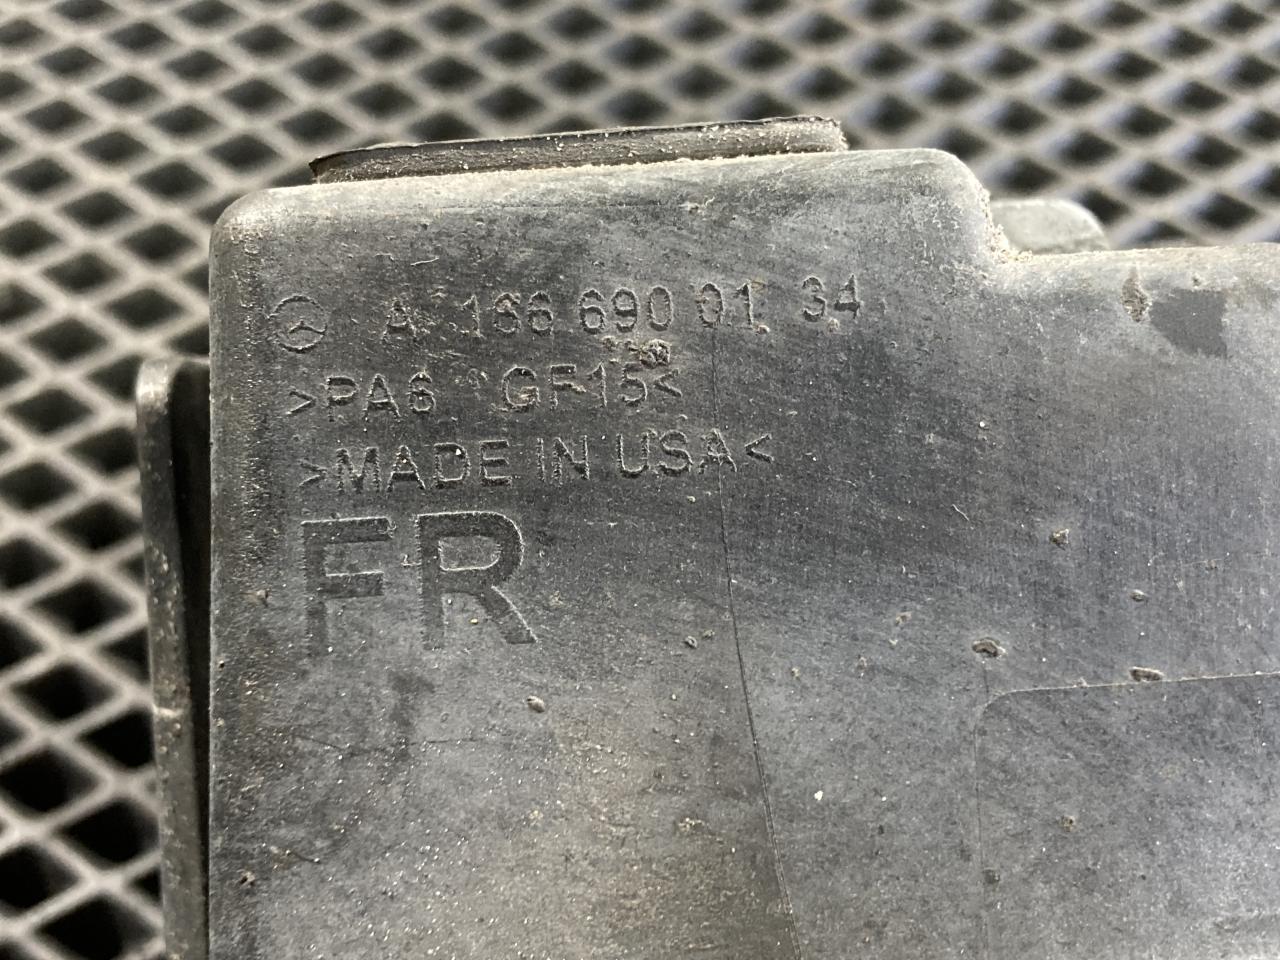 A 166 690 01 34
>PA6 GF15<
>MADE IN USA<
FR